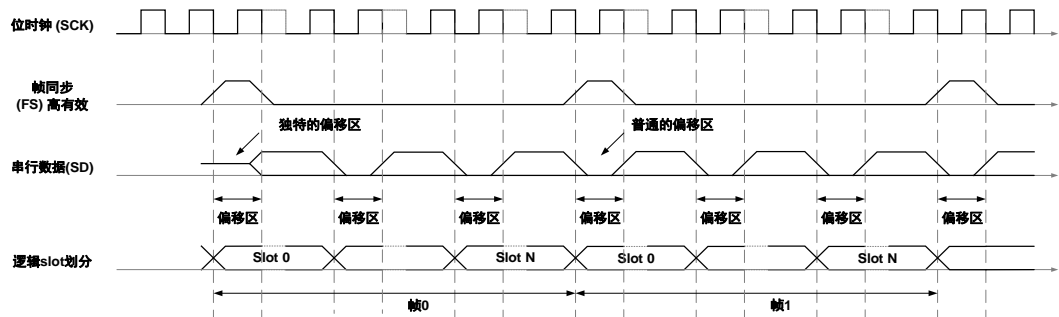 位时钟 (SCK)
帧同步
(FS) 高有效
独特的偏移区
普通的偏移区
串行数据(SD)
偏移区
偏移区
偏移区
偏移区
偏移区
偏移区
偏移区
逻辑slot划分
Slot 0
Slot N
Slot 0
Slot N
帧0
帧1